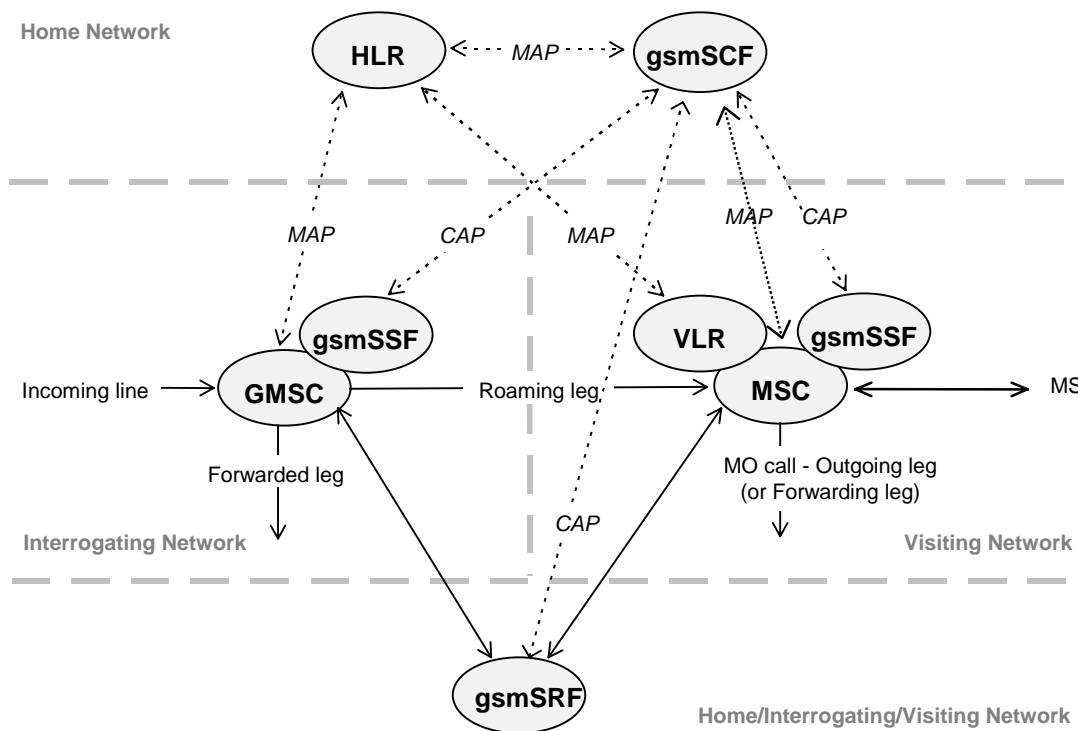 Home Network
HLR
MAP
gsmSCF
MAP
CAP
MAP
MAP
CAP
gsmSSF
VLR
gsmSSF
Incoming line
GMSC
Roaming leg
MSC
MS
Forwarded leg
MO call - Outgoing leg
(or Forwarding leg)
CAP
Interrogating Network
Visiting Network
gsmSRF
Home/Interrogating/Visiting Network